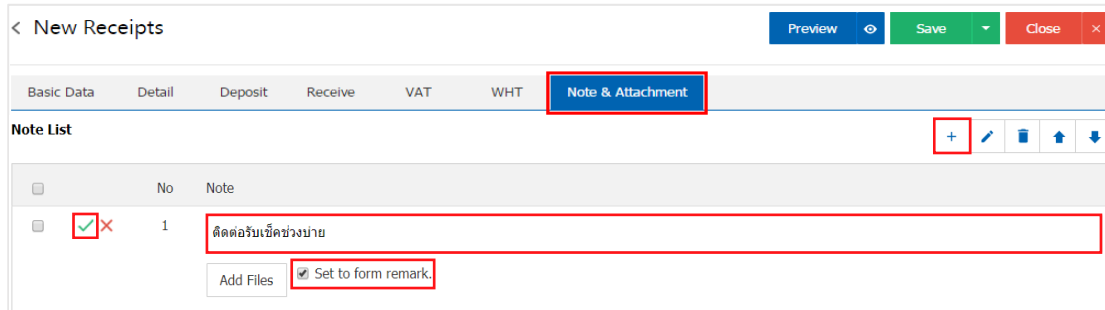 New Receipts
Preview Save Close
Basic Data Detail Deposit Receive VAT WHT Note & Attachment
Note List
No Note
1 ติดต่อรับเช็คช่วงบ่าย
Add Files Set to form remark.